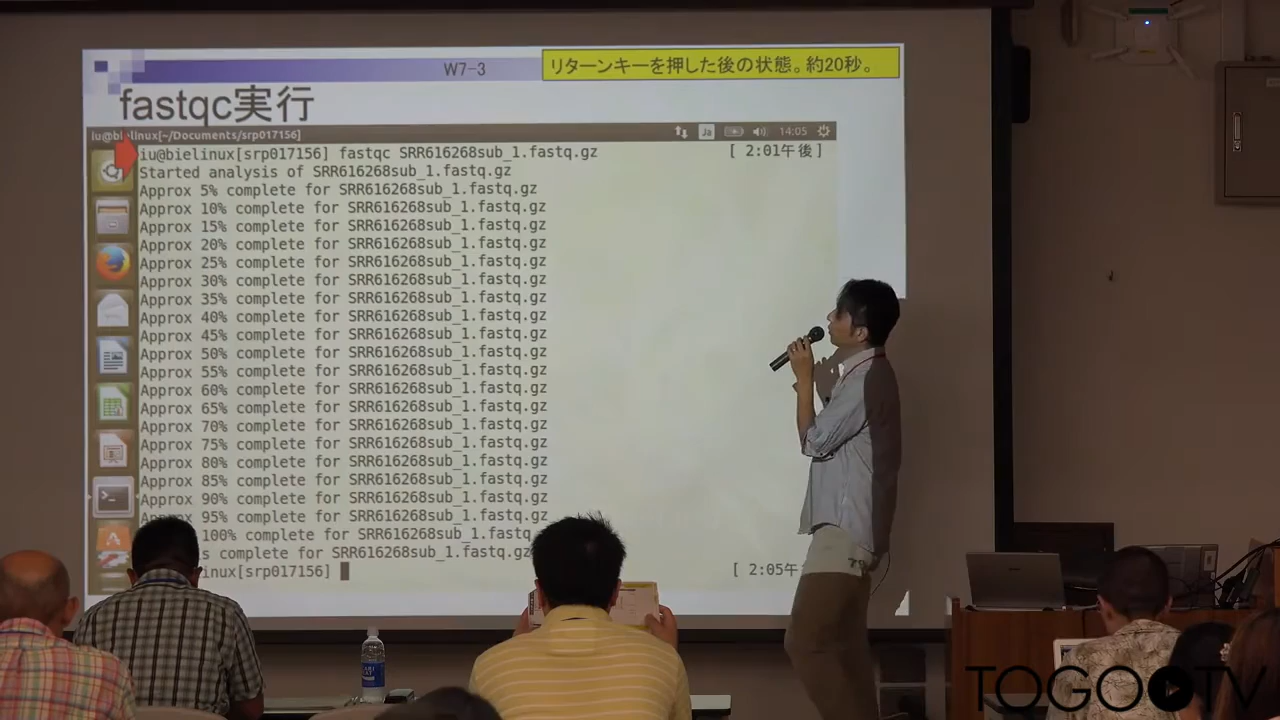 W7-3
リターンキーを押した後の状態。約20秒。
fastqc実行
iu@bielinux[~/Documents/srp017156]
Ja
14:05
iu@bielinux[srp017156] fastqc SRR616268sub_1.fastq.gz
[ 2:01午後]
Started analysis of SRR616268sub_1.fastq.gz
Approx 5% complete for SRR616268sub_1.fastq.gz
Approx 10% complete for SRR616268sub_1.fastq.gz
Approx 15% complete for SRR616268sub_1.fastq.gz
Approx 20% complete for SRR616268sub_1.fastq.gz
Approx 25% complete for SRR616268sub_1.fastq.gz
Approx 30% complete for SRR616268sub_1.fastq.gz
Approx 35% complete for SRR616268sub_1.fastq.gz
Approx 40% complete for SRR616268sub_1.fastq.gz
Approx 45% complete for SRR616268sub_1.fastq.gz
Approx 50% complete for SRR616268sub_1.fastq.gz
Approx 55% complete for SRR616268sub_1.fastq.gz
Approx 60% complete for SRR616268sub_1.fastq.gz
Approx 65% complete for SRR616268sub_1.fastq.gz
Approx 70% complete for SRR616268sub_1.fastq.gz
Approx 75% complete for SRR616268sub_1.fastq.gz
Approx 80% complete for SRR616268sub_1.fastq.gz
Approx 85% complete for SRR616268sub_1.fastq.gz
Approx 90% complete for SRR616268sub_1.fastq.gz
Approx 95% complete for SRR616268sub_1.fastq.gz
100% complete for SRR616268sub_1.fastq
s complete for SRR616268sub_1.fastq.gz
inux[srp017156]
[ 2:05午
TOGOTV